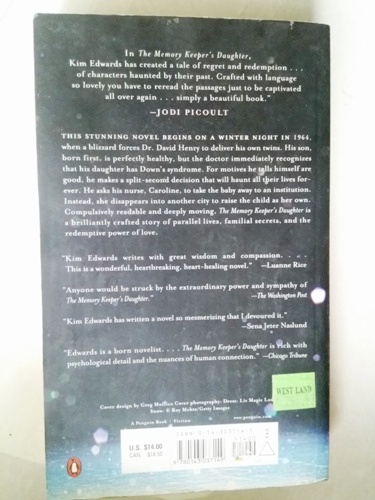 In The Memory Keeper's Daughter,
Kim Edwards has created a tale of regret and redemption . . .
of characters haunted by their past. Crafted with language
so lovely you have to reread the passages just to be captivated
all over again . . . simply a beautiful book."
—JODI PICOULT
THIS STUNNING NOVEL BEGINS ON A WINTER NIGHT IN 1964,
when a blizzard forces Dr. David Henry to deliver his own twins. His son,
born first, is perfectly healthy, but the doctor immediately recognizes
that his daughter has Down's syndrome. For motives he tells himself are
good, he makes a split-second decision that will haunt all their lives for-
ever. He asks his nurse, Caroline, to take the baby away to an institution.
Instead, she disappears into another city to raise the child as her own.
Compulsively readable and deeply moving, The Memory Keeper's Daughter is
a brilliantly crafted story of parallel lives, familial secrets, and the
redemptive power of love.
"Kim Edwards writes with great wisdom and compassion. . . .
This is a wonderful, heartbreaking, heart-healing novel." —Luanne Rice
"Anyone would be struck by the extraordinary power and sympathy of
The Memory Keeper's Daughter." —The Washington Post
"Kim Edwards has written a novel so mesmerizing that I devoured it."
—Sena Jeter Naslund
"Edwards is a born novelist. . . . The Memory Keeper's Daughter is rich with
psychological detail and the nuances of human connection." —Chicago Tribune
WEST LAND
Cover design by Greg Mollica Cover photography: Dress: Liz Magic
Snow: © Roy Mehta/Getty Images
A Penguin Book Fiction
www.penguin.com
U.S. $14.00
CAN. $18.50
ISBN
9 780143 037149